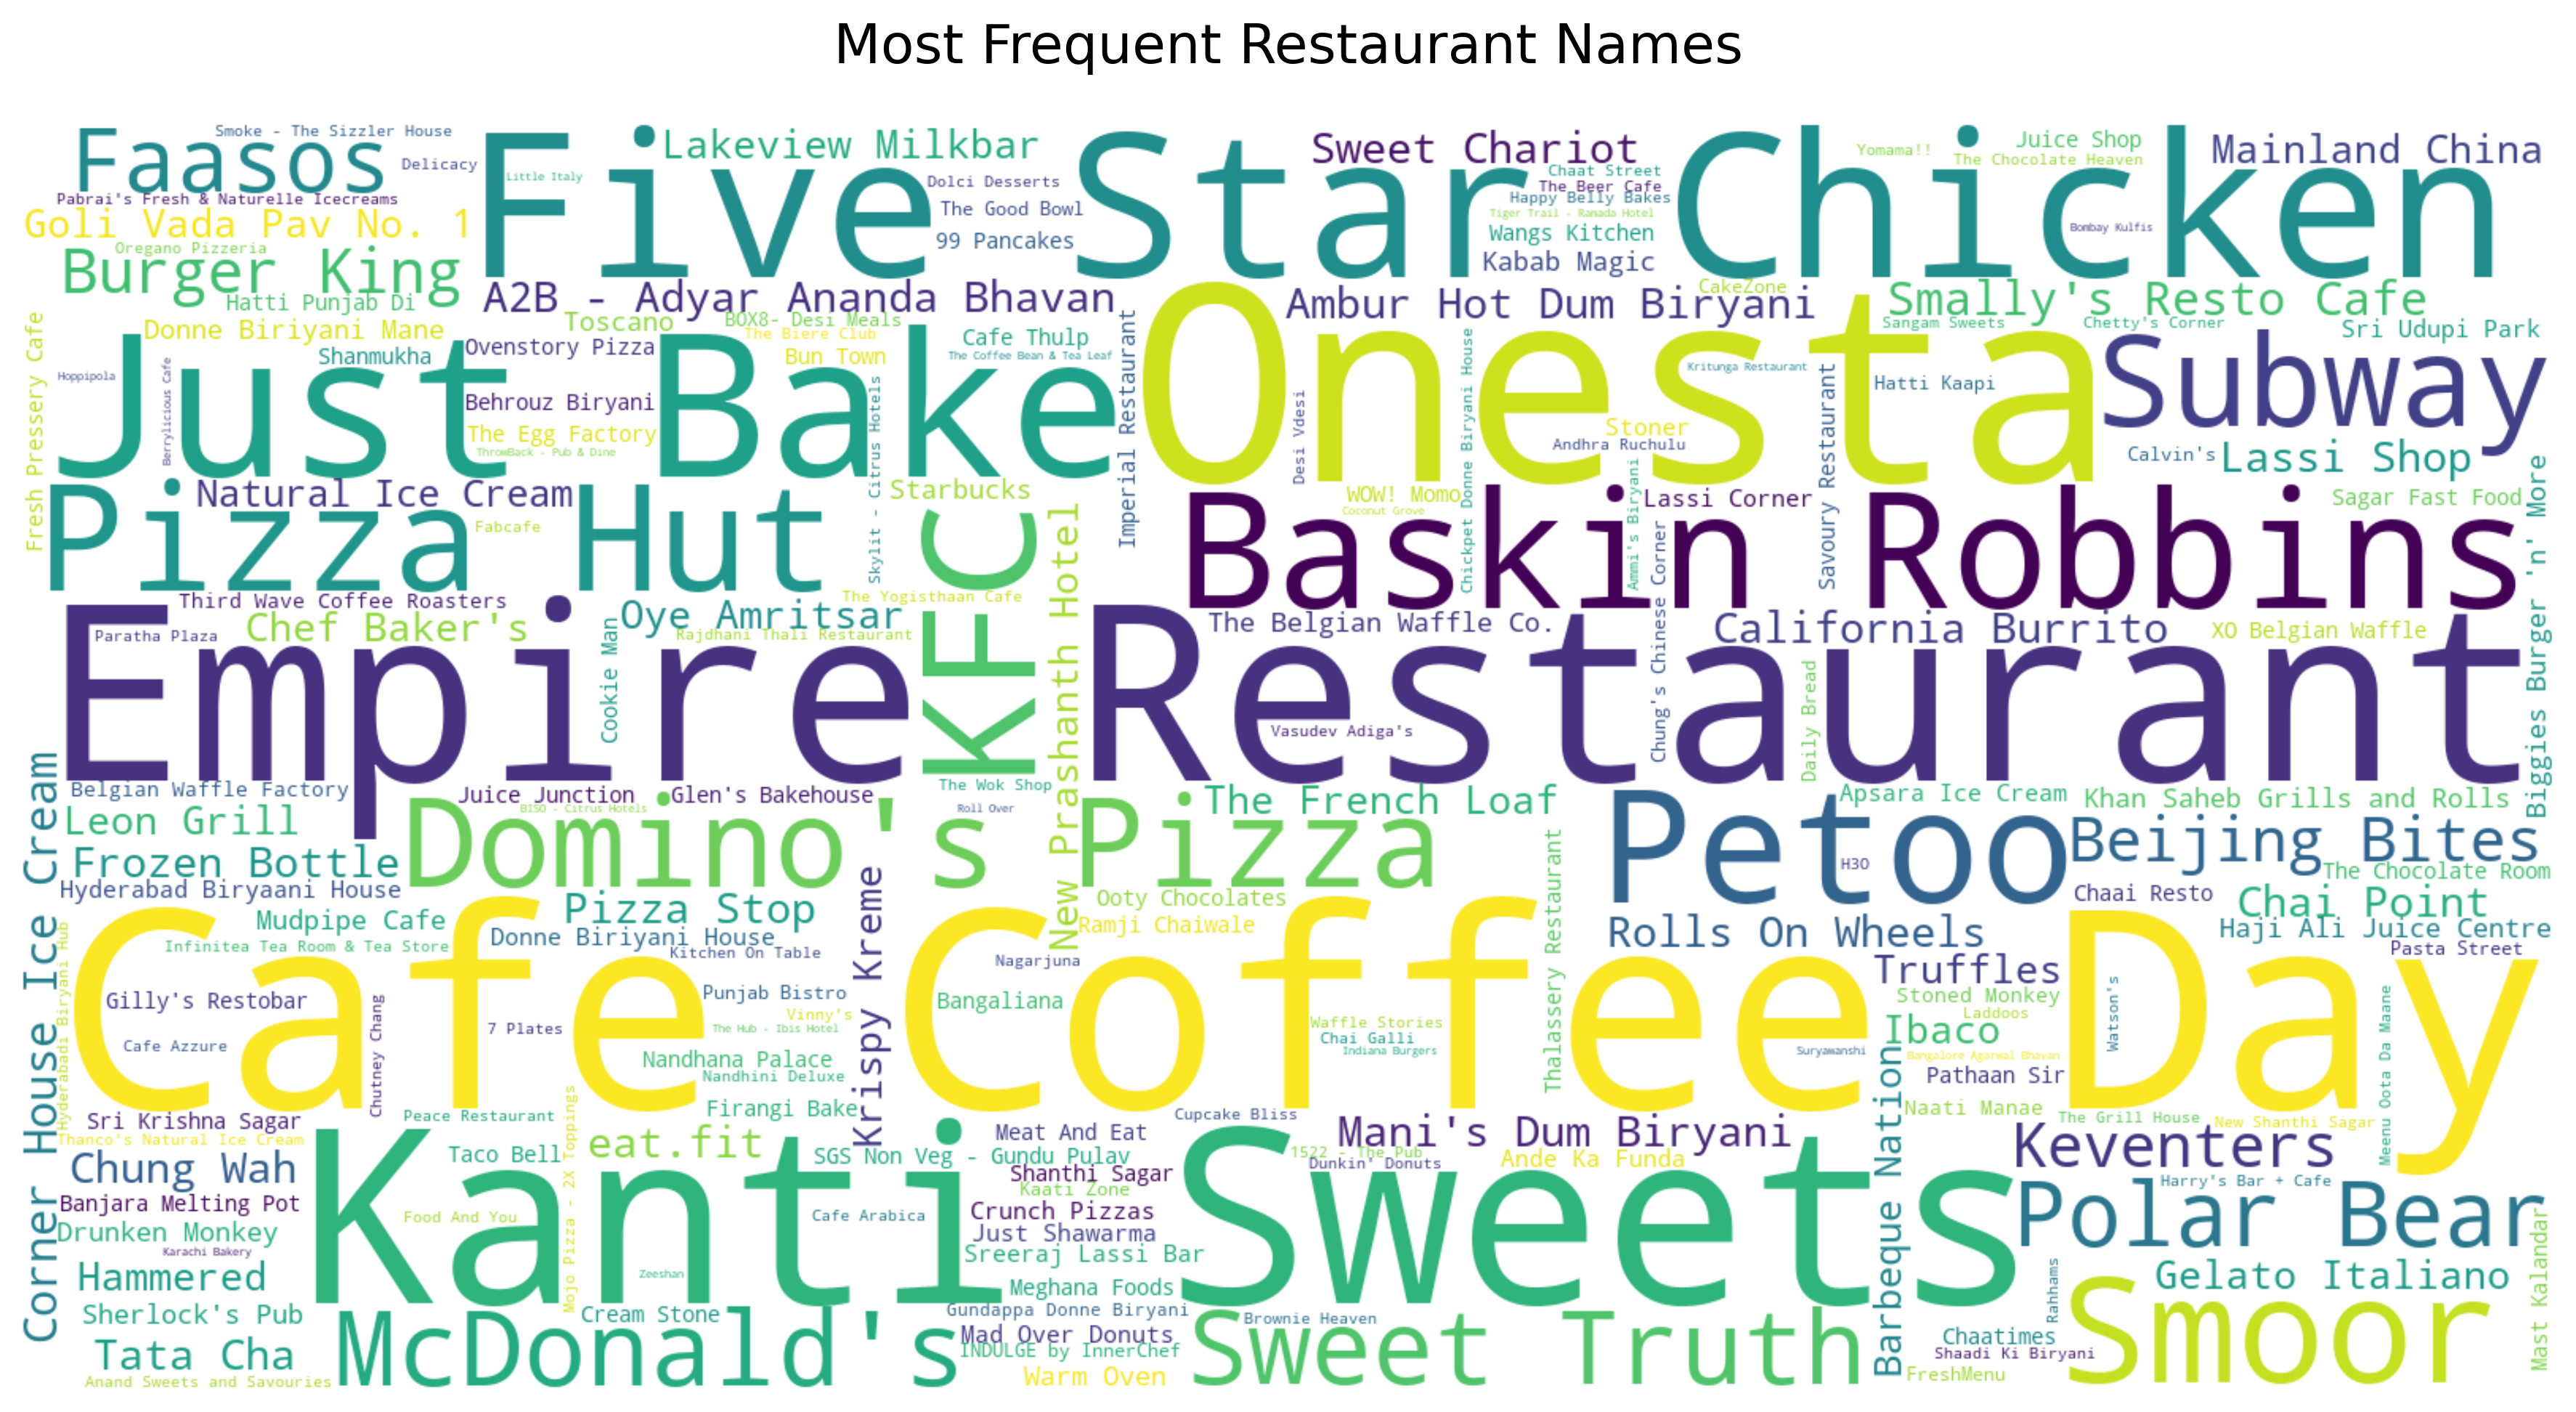 Most Frequent Restaurant Names
Smoke - The Sizzler House
Faasos
Delicacy
Pabrai's Fresh & Naturelle Icecreams
Goli Vada Pav No. 1
Oregano Pizzeria
Burger King
Hatti Punjab Di
Five Star Chicken
Lakeview Milkbar
Little Italy
Dolci Desserts
The Good Bowl
99 Pancakes
Sweet Chariot
Chaat Street
The Beer Cafe
Happy Belly Bakes
Tiger Trail - Ramada Hotel
Wangs Kitchen
Kabab Magic
Yomama!!
Juice Shop
The Chocolate Heaven
Mainland China
Bombay Kulfis
A2B - Adyar Ananda Bhavan
Ambur Hot Dum Biryani
CakeZone
Smally's Resto Cafe
Sangam Sweets
Chetty's Corner
Sri Udupi Park
Fresh Pressery Cafe
Donne Biriyani Mane
Shanmukha
Hoppipola
Berrylicious Cafe
Just Bake
Toscano
BOX8- Desi Meals
The Biere Club
Ovenstory Pizza
Bun Town
Cafe Thulp
The Coffee Bean & Tea Leaf
Behrouz Biryani
The Egg Factory
ThrowBack - Pub & Dine
Skylit - Citrus Hotels
Imperial Restaurant
Onesta
Desi Vdesi
Chickpet Donne Biryani House
Stoner
Andhra Ruchulu
Kritunga Restaurant
Savoury Restaurant
Hatti Kaapi
Subway
Calvin's
Lassi Shop
Natural Ice Cream
Pizza Hut
Fabcafe
Starbucks
KFC
New Prashanth Hotel
WOW! Momo
Coconut Grove
Ammi's Biryani
Lassi Corner
Sagar Fast Food
Baskin Robbins
Biggies Burger 'n' More
Third Wave Coffee Roasters
The Yogisthaan Cafe
Paratha Plaza
Chef Baker's
Cookie Man
Oye Amritsar
Rajdhani Thali Restaurant
Empire Restaurant
The Belgian Waffle Co.
Chung's Chinese Corner
California Burrito
XO Belgian Waffle
Daily Bread
Vasudev Adiga's
Corner House Ice Cream
Belgian Waffle Factory
Juice Junction
Glen's Bakehouse
The Wok Shop
BISO - Citrus Hotels
Roll Over
Leon Grill
Domino's Pizza
The French Loaf
Petoo
Apsara Ice Cream
Khan Saheb Grills and Rolls
Beijing Bites
H30
Frozen Bottle
The Chocolate Room
Hyderabad Biryaani House
Krispy Kreme
Ooty Chocolates
Ramji Chaiwale
Thalassery Restaurant
Chaai Resto
Chai Point
Mudpipe Cafe
Pizza Stop
Rolls On Wheels
Haji Ali Juice Centre
Infinitea Tea Room & Tea Store
Donne Biriyani House
Kitchen On Table
Pasta Street
Hyderabadi Biryani Hub
Cafe Coffee Day
Nagarjuna
Truffles
Gilly's Restobar
Chutney Chang
Punjab Bistro
Bangaliana
Stoned Monkey
Laddoos
Watson's
Meenu Oota Da Maane
Vinny's
7 Plates
The Hub - Ibis Hotel
Waffle Stories
Chai Galli
Indiana Burgers
Suryawanshi
Ibaco
Cafe Azzure
Nandhana Palace
Nandhini Deluxe
Bangalore Agarwal Bhavan
Pathaan Sir
Mojo Pizza - 2X Toppings
Sri Krishna Sagar
Peace Restaurant
Firangi Bake
Cupcake Bliss
Barbeque Nation
Naati Manae
The Grill House
New Shanthi Sagar
Thanco's Natural Ice Cream
Kanti Sweets
Taco Bell
eat.fit
Meat And Eat
Mani's Dum Biryani
Keventers
Chung Wah
SGS Non Veg - Gundu Pulav
1522 - The Pub
Dunkin' Donuts
Ande Ka Funda
Shanthi Sagar
Kaati Zone
Harry's Bar + Cafe
Banjara Melting Pot
Food And You
Cafe Arabica
Crunch Pizzas
Polar Bear
Mast Kalandar
Drunken Monkey
Just Shawarma
Karachi Bakery
Sreeraj Lassi Bar
Hammered
Zeeshan
Meghana Foods
Rahhams
Gelato Italiano
Sherlock's Pub
Cream Stone
Gundappa Donne Biryani
Brownie Heaven
Smoor
McDonald's
Mad Over Donuts
Sweet Truth
Chaatimes
Tata Cha
INDULGE by InnerChef
Shaadi Ki Biryani
Anand Sweets and Savouries
Warm Oven
FreshMenu